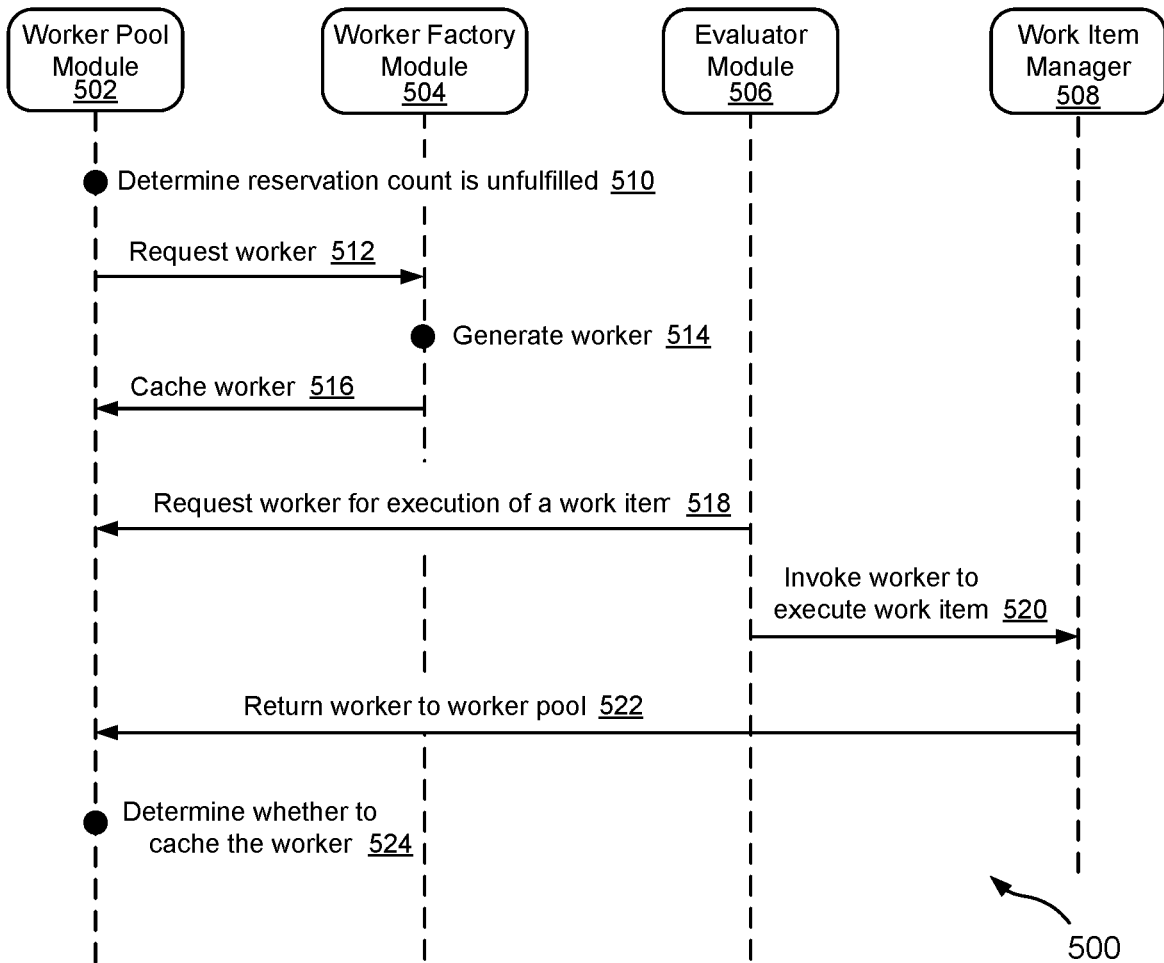 Worker Pool
Module
502
Worker Factory
Module
504
Evaluator
Module
506
Work Item
Manager
508
Determine reservation count is unfulfilled 510
Request worker 512
Generate worker 514
Cache worker 516
Request worker for execution of a work item 518
Invoke worker to
execute work item 520
Return worker to worker pool 522
Determine whether to
cache the worker 524
500